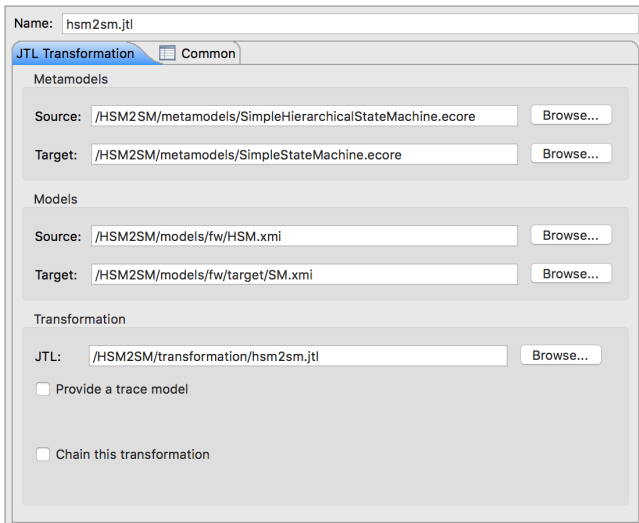 Name: hsm2sm.jtl
JTL Transformation Common
Metamodels
Source: /HSM2SM/metamodels/SimpleHierarchicalStateMachine.ecore Browse...
Target: /HSM2SM/metamodels/SimpleStateMachine.ecore Browse...
Models
Source: /HSM2SM/models/fw/HSM.xmi Browse...
Target: /HSM2SM/models/fw/target/SM.xmi Browse...
Transformation
JTL: /HSM2SM/transformation/hsm2sm.jtl Browse...
Provide a trace model
Chain this transformation